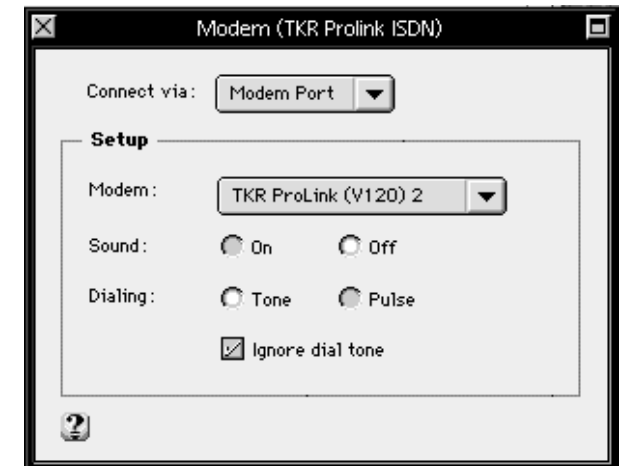 Modem (TKR Prolink ISDN)
Connect via: Modem Port
Setup
Modem: TKR ProLink (V120) 2
Sound: On Off
Dialing: Tone Pulse
Ignore dial tone
?